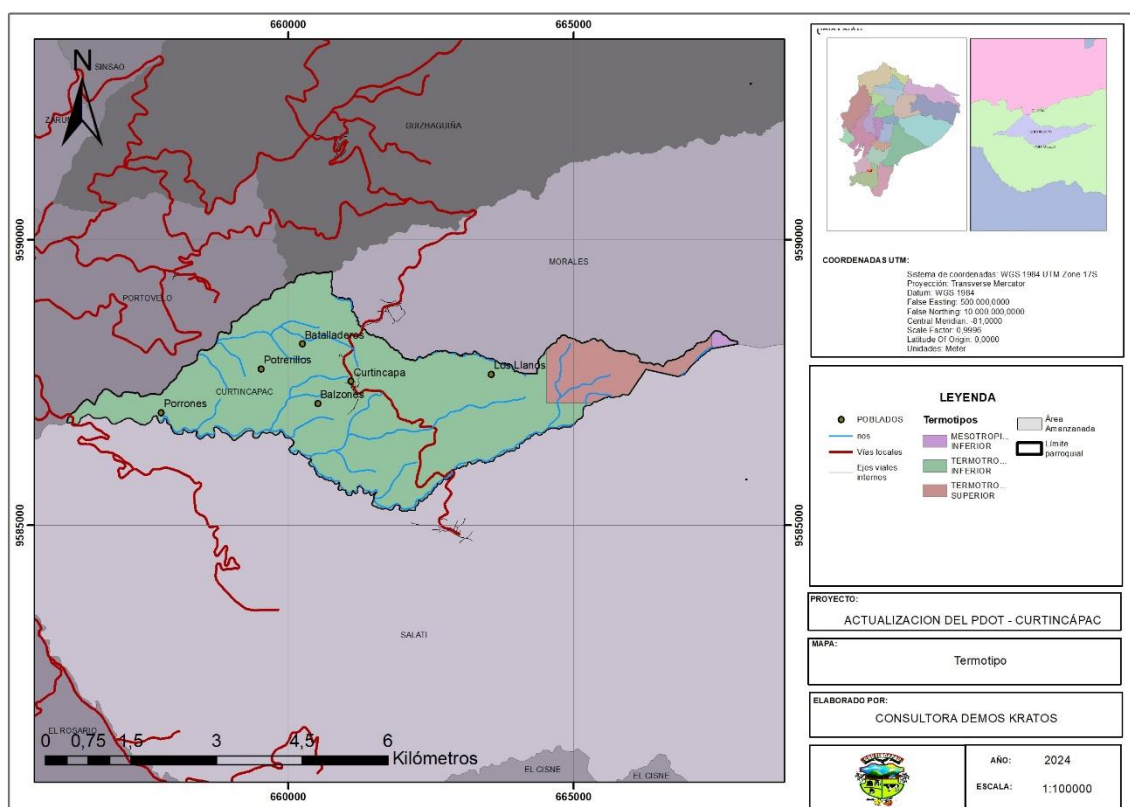 660000
665000
N
SINSAO
GUIZHAGUIÑA
9590000
9590000
MORALES
PORTOVELO
Batalladeros
Potrerillos
Los Llanos
Curtincapa
CURTINCAPAC
Balzones
Porrones
9585000
9585000
SALATI
EL ROSARIO
0 0,75 1,5 3 4,5 6
Kilómetros
EL CISNE
EL CISNE
660000
665000
COORDENADAS UTM:
Sistema de coordenadas: WGS 1984 UTM Zone 17S
Proyección: Transverse Mercator
Datum: WGS 1984
False Easting: 500.000,0000
False Northing: 10.000.000,0000
Central Meridian: -81,0000
Scale Factor: 0,9996
Latitude Of Origin: 0,0000
Unidades: Meter
LEYENDA
POBLADOS
rios
Vías locales
Ejes viales
internos
Termotipos
MESOTROPI...
INFERIOR
TERMOTRO...
INFERIOR
TERMOTRO...
SUPERIOR
Área
Amanzanada
Límite
parroquial
PROYECTO:
ACTUALIZACION DEL PDOT - CURTINCÁPAC
MAPA:
Termotipo
ELABORADO POR:
CONSULTORA DEMOS KRATOS
AÑO: 2024
ESCALA: 1:100000